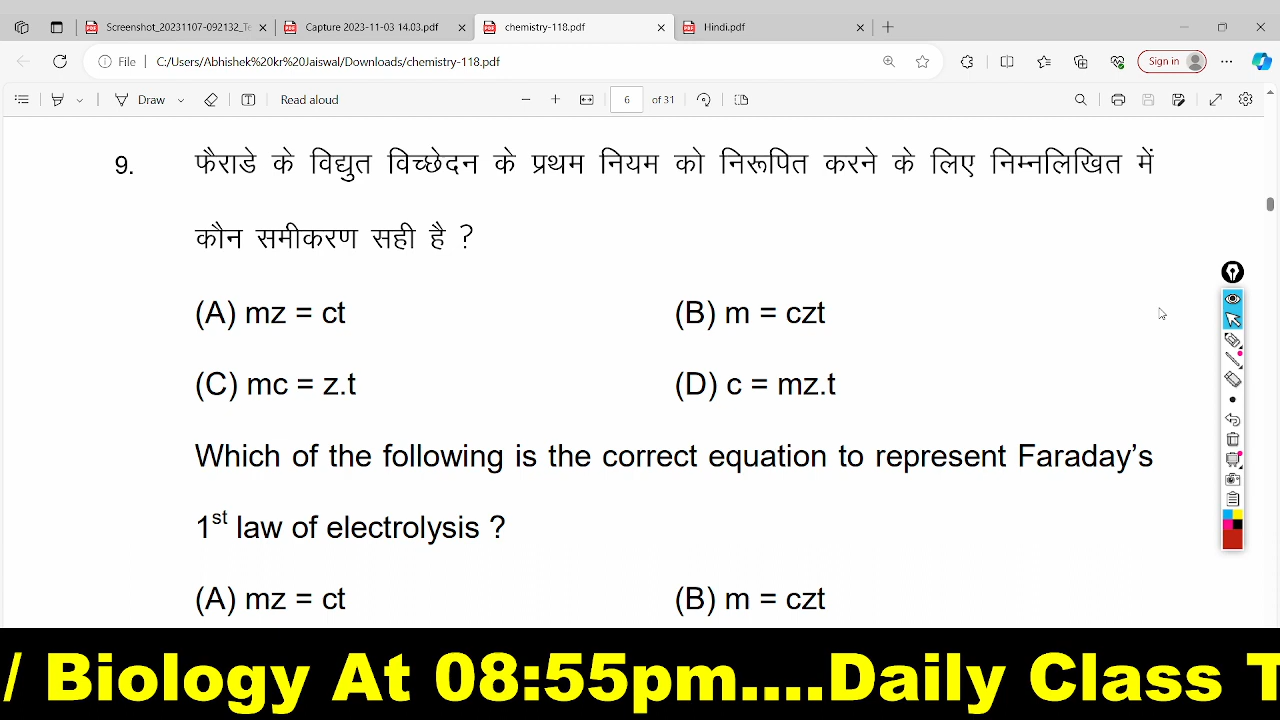 Screenshot_20231107-092132_Te
Capture 2023-11-03 14.03.pdf
chemistry-118.pdf
Hindi.pdf
File
C:/Users/Abhishek%20kr%20Jaiswal/Downloads/chemistry-118.pdf
Sign in
Draw
Read aloud
6
of 31
9. फैराडे के विद्युत विच्छेदन के प्रथम नियम को निरूपित करने के लिए निम्नलिखित में
कौन समीकरण सही है ?
(A) mz = ct (B) m = czt
(C) mc = z.t (D) c = mz.t
Which of the following is the correct equation to represent Faraday’s
1st law of electrolysis ?
(A) mz = ct (B) m = czt
/ Biology At 08:55pm....Daily Class T